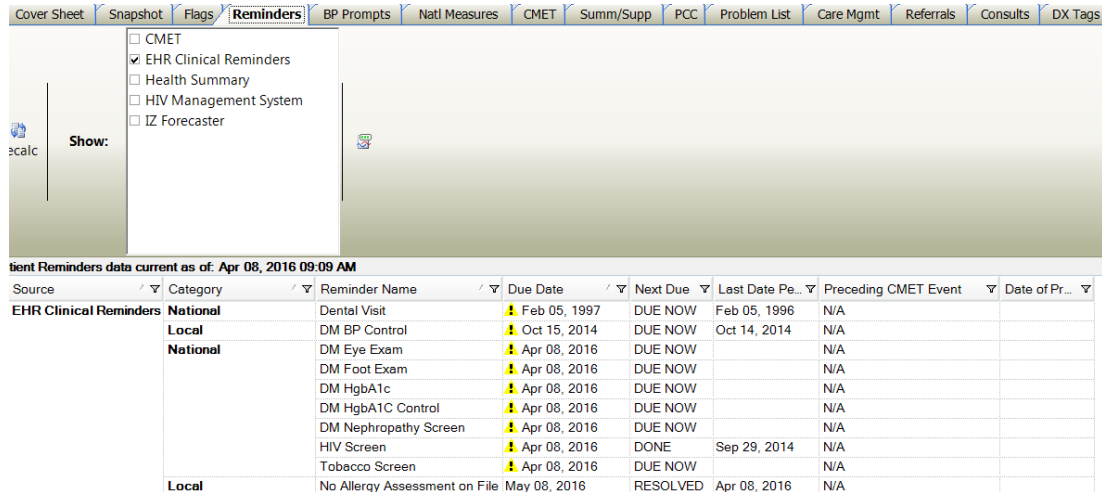 Cover Sheet Snapshot Flags Reminders BP Prompts Natl Measures CMET Summ/Supp PCC Problem List Care Mgmt Referrals Consults DX Tags
CMET
EHR Clinical Reminders
Health Summary
HIV Management System
IZ Forecaster
ecalc
Show:
tient Reminders data current as of: Apr 08, 2016 09:09 AM
Source Category Reminder Name Due Date Next Due Last Date Pe... Preceding CMET Event Date of Pr...
EHR Clinical Reminders National Dental Visit Feb 05, 1997 DUE NOW Feb 05, 1996 N/A
Local DM BP Control Oct 15, 2014 DUE NOW Oct 14, 2014 N/A
National DM Eye Exam Apr 08, 2016 DUE NOW N/A
DM Foot Exam Apr 08, 2016 DUE NOW N/A
DM HgbA1c Apr 08, 2016 DUE NOW N/A
DM HgbA1C Control Apr 08, 2016 DUE NOW N/A
DM Nephropathy Screen Apr 08, 2016 DUE NOW N/A
HIV Screen Apr 08, 2016 DONE Sep 29, 2014 N/A
Tobacco Screen Apr 08, 2016 DUE NOW N/A
Local No Allergy Assessment on File May 08, 2016 RESOLVED Apr 08, 2016 N/A